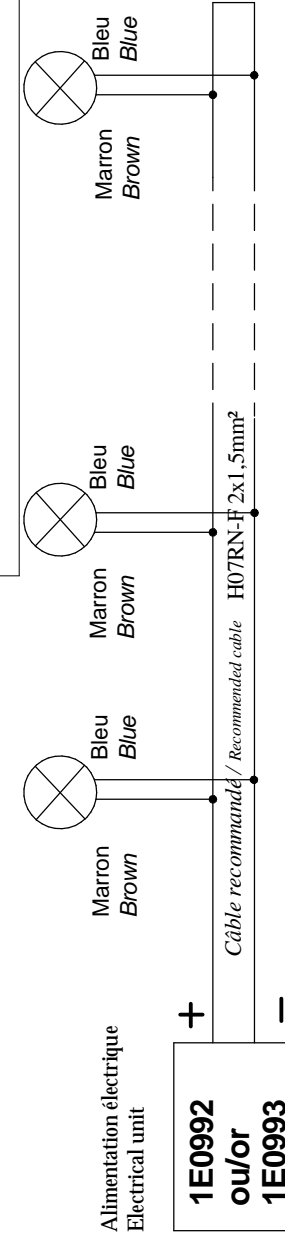 Alimentation électrique
Electrical unit
1E0992
ou/or
1E0993
+
−
Marron
Brown
Bleu
Blue
Marron
Brown
Bleu
Blue
Marron
Brown
Bleu
Blue
Câble recommandé / Recommended cable H07RN-F 2x1,5mm²